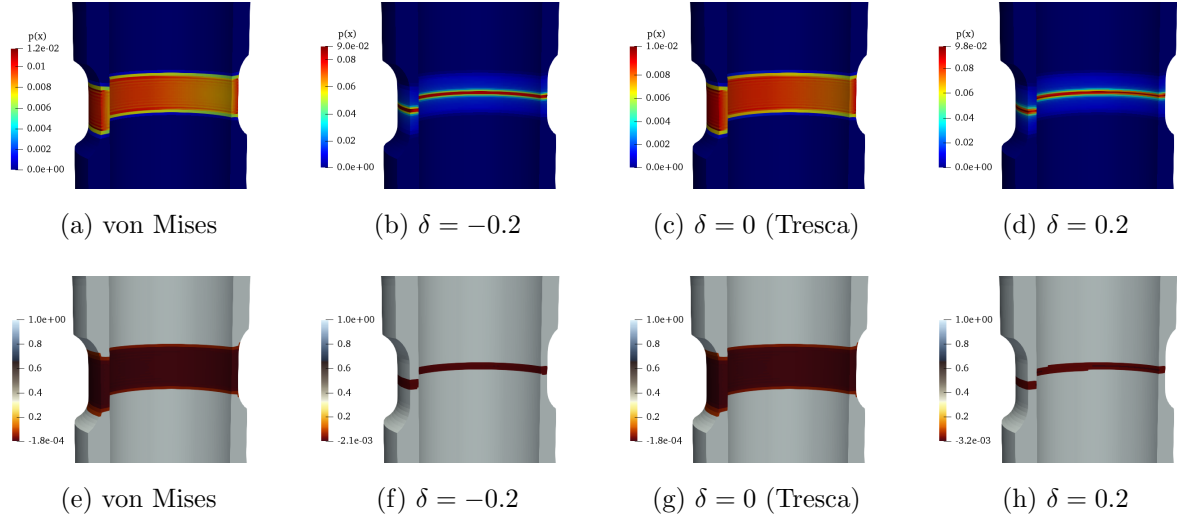 p(x)
1.2e-02
0.01
0.008
0.006
0.004
0.002
0.0e+00
p(x)
9.0e-02
0.08
0.06
0.04
0.02
0.0e+00
p(x)
1.0e-02
0.008
0.006
0.004
0.002
0.0e+00
p(x)
9.8e-02
0.08
0.06
0.04
0.02
0.0e+00
(a) von Mises
(b) δ = −0.2
(c) δ = 0 (Tresca)
(d) δ = 0.2
1.0e+00
0.8
0.6
0.4
0.2
-1.8e-04
1.0e+00
0.8
0.6
0.4
0.2
-2.1e-03
1.0e+00
0.8
0.6
0.4
0.2
-1.8e-04
1.0e+00
0.8
0.6
0.4
0.2
-3.2e-03
(e) von Mises
(f) δ = −0.2
(g) δ = 0 (Tresca)
(h) δ = 0.2